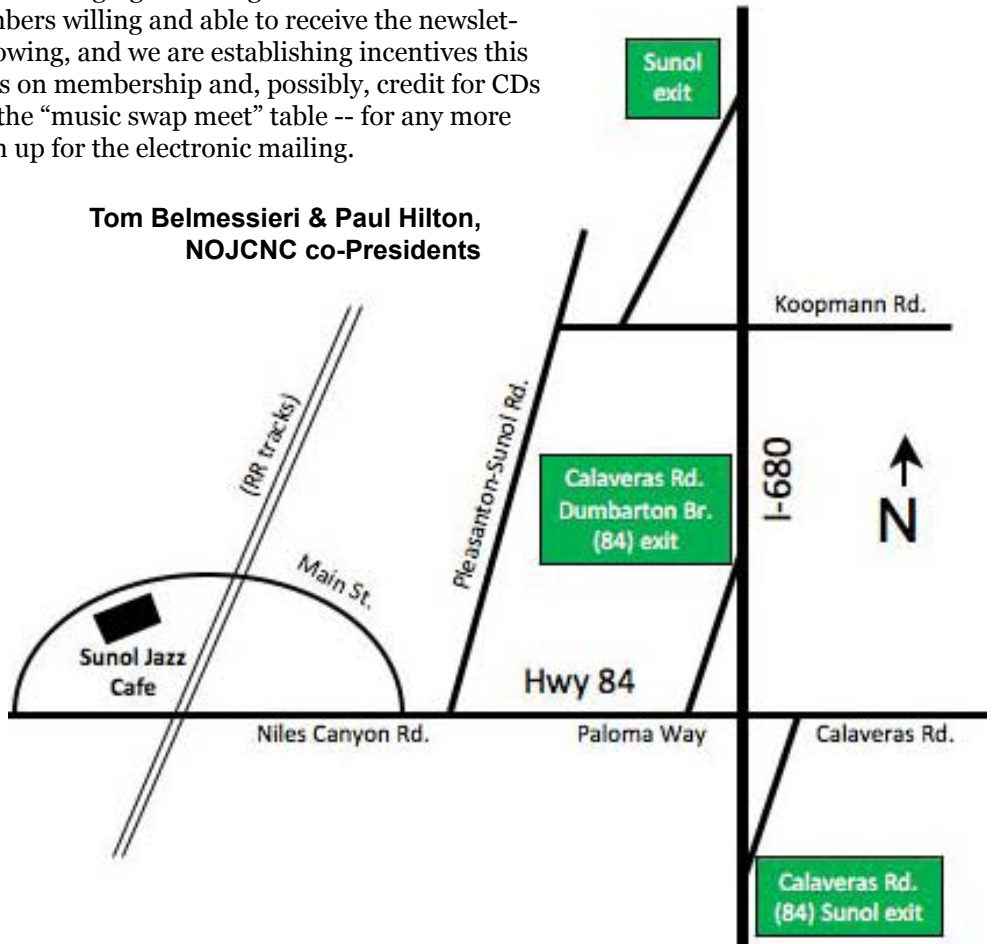 mbers willing and able to receive the newslet-
owing, and we are establishing incentives this
s on membership and, possibly, credit for CDs
the “music swap meet” table -- for any more
n up for the electronic mailing.
Tom Belmessieri & Paul Hilton,
NOJCNC co-Presidents
Sunol
exit
Koopmann Rd.
(RR tracks)
Pleasanton-Sunol Rd.
Calaveras Rd.
Dumbarton Br.
(84) exit
I-680
N
Main St.
Sunol Jazz
Cafe
Hwy 84
Niles Canyon Rd.
Paloma Way
Calaveras Rd.
Calaveras Rd.
(84) Sunol exit